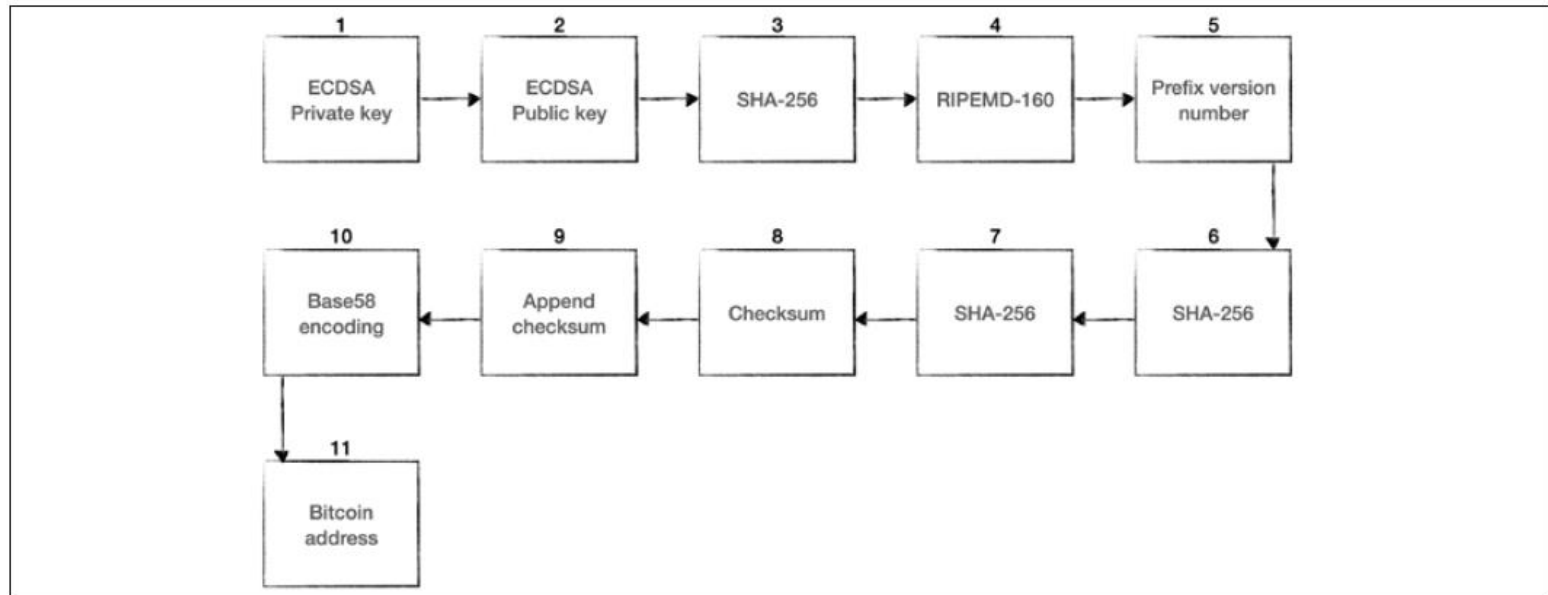 1
ECDSA
Private key
2
ECDSA
Public key
3
SHA-256
4
RIPEMD-160
5
Prefix version
number
6
SHA-256
7
SHA-256
8
Checksum
9
Append
checksum
10
Base58
encoding
11
Bitcoin
address